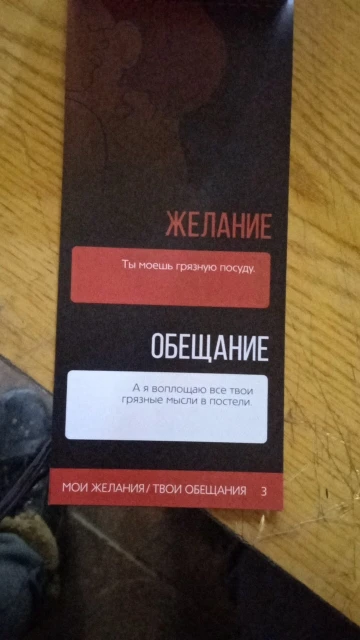 ЖЕЛАНИЕ
Ты моешь грязную посуду.
ОБЕЩАНИЕ
А я воплощаю все твои
грязные мысли в постели.
МОИ ЖЕЛАНИЯ/ ТВОИ ОБЕЩАНИЯ 3